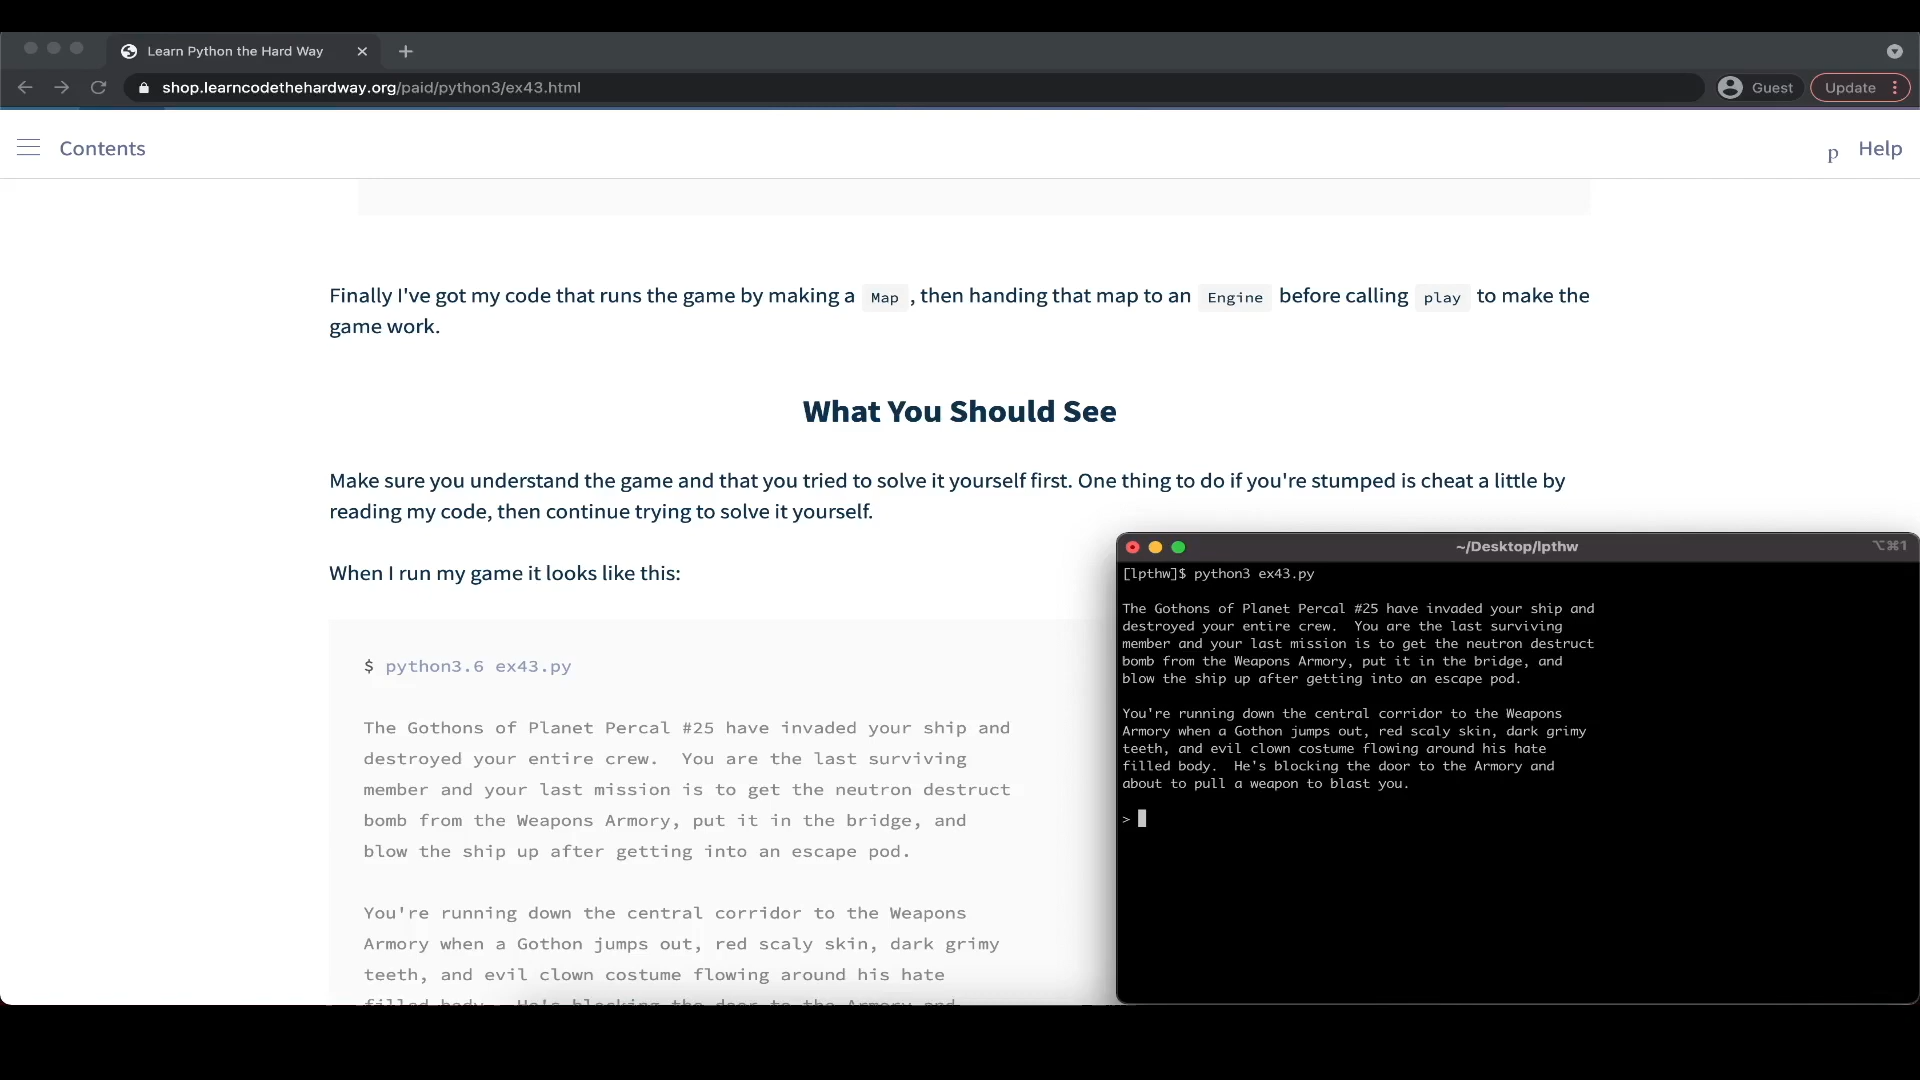 Learn Python the Hard Way
shop.learncodethehardway.org/paid/python3/ex43.html
Guest
Update
Contents
p Help
Finally I've got my code that runs the game by making a Map , then handing that map to an Engine before calling play to make the
game work.
What You Should See
Make sure you understand the game and that you tried to solve it yourself first. One thing to do if you're stumped is cheat a little by
reading my code, then continue trying to solve it yourself.
When I run my game it looks like this:
$ python3.6 ex43.py
The Gothons of Planet Percal #25 have invaded your ship and
destroyed your entire crew.  You are the last surviving
member and your last mission is to get the neutron destruct
bomb from the Weapons Armory, put it in the bridge, and
blow the ship up after getting into an escape pod.
You're running down the central corridor to the Weapons
Armory when a Gothon jumps out, red scaly skin, dark grimy
teeth, and evil clown costume flowing around his hate
filled body.  He's blocking the door to the Armory and
~/Desktop/lpthw
⌥⌘1
[lpthw]$ python3 ex43.py
The Gothons of Planet Percal #25 have invaded your ship and
destroyed your entire crew.  You are the last surviving
member and your last mission is to get the neutron destruct
bomb from the Weapons Armory, put it in the bridge, and
blow the ship up after getting into an escape pod.
You're running down the central corridor to the Weapons
Armory when a Gothon jumps out, red scaly skin, dark grimy
teeth, and evil clown costume flowing around his hate
filled body.  He's blocking the door to the Armory and
about to pull a weapon to blast you.
>